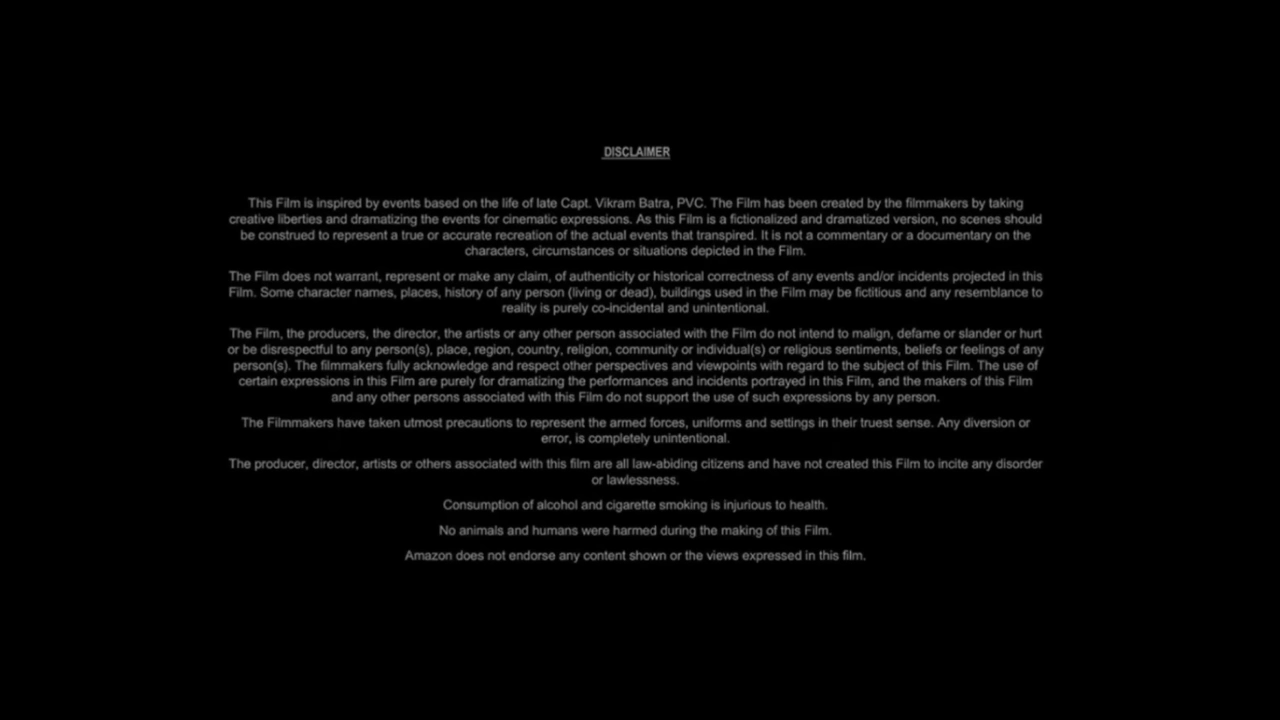 DISCLAIMER
This Film is inspired by events based on the life of late Capt. Vikram Batra, PVC. The Film has been created by the filmmakers by taking
creative liberties and dramatizing the events for cinematic expressions. As this Film is a fictionalized and dramatized version, no scenes should
be construed to represent a true or accurate recreation of the actual events that transpired. It is not a commentary or a documentary on the
characters, circumstances or situations depicted in the Film.
The Film does not warrant, represent or make any claim, of authenticity or historical correctness of any events and/or incidents projected in this
Film. Some character names, places, history of any person (living or dead), buildings used in the Film may be fictitious and any resemblance to
reality is purely co-incidental and unintentional.
The Film, the producers, the director, the artists or any other person associated with the Film do not intend to malign, defame or slander or hurt
or be disrespectful to any person(s), place, region, country, religion, community or individual(s) or religious sentiments, beliefs or feelings of any
person(s). The filmmakers fully acknowledge and respect other perspectives and viewpoints with regard to the subject of this Film. The use of
certain expressions in this Film are purely for dramatizing the performances and incidents portrayed in this Film, and the makers of this Film
and any other persons associated with this Film do not support the use of such expressions by any person.
The Filmmakers have taken utmost precautions to represent the armed forces, uniforms and settings in their truest sense. Any diversion or
error, is completely unintentional.
The producer, director, artists or others associated with this film are all law-abiding citizens and have not created this Film to incite any disorder
or lawlessness.
Consumption of alcohol and cigarette smoking is injurious to health.
No animals and humans were harmed during the making of this Film.
Amazon does not endorse any content shown or the views expressed in this film.